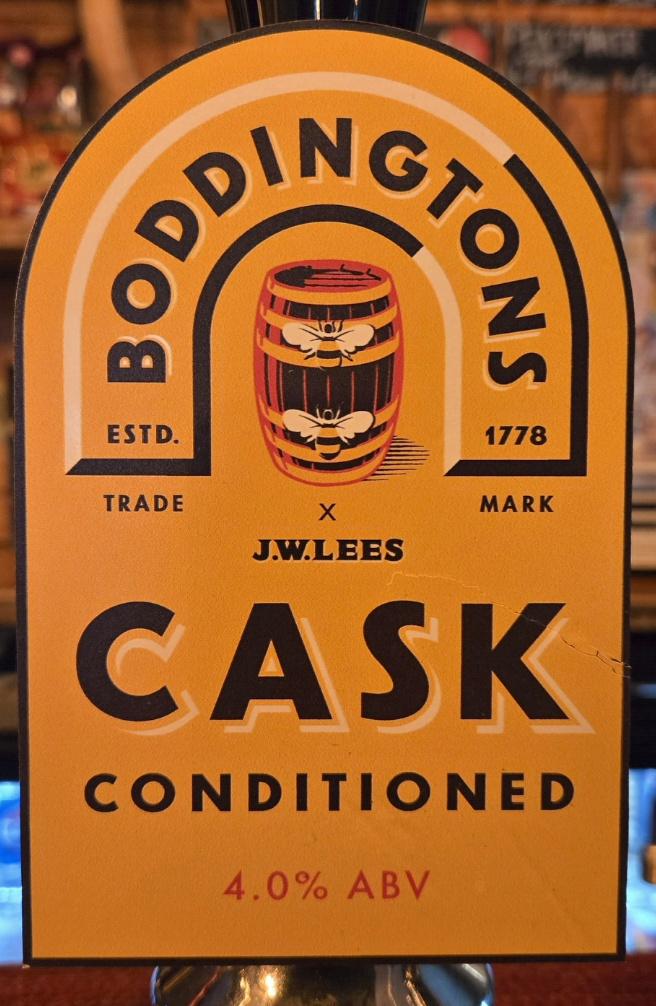 BODDINGTONS
ESTD. 1778
TRADE MARK
X
J.W.LEES
CASK
CONDITIONED
4.0% ABV